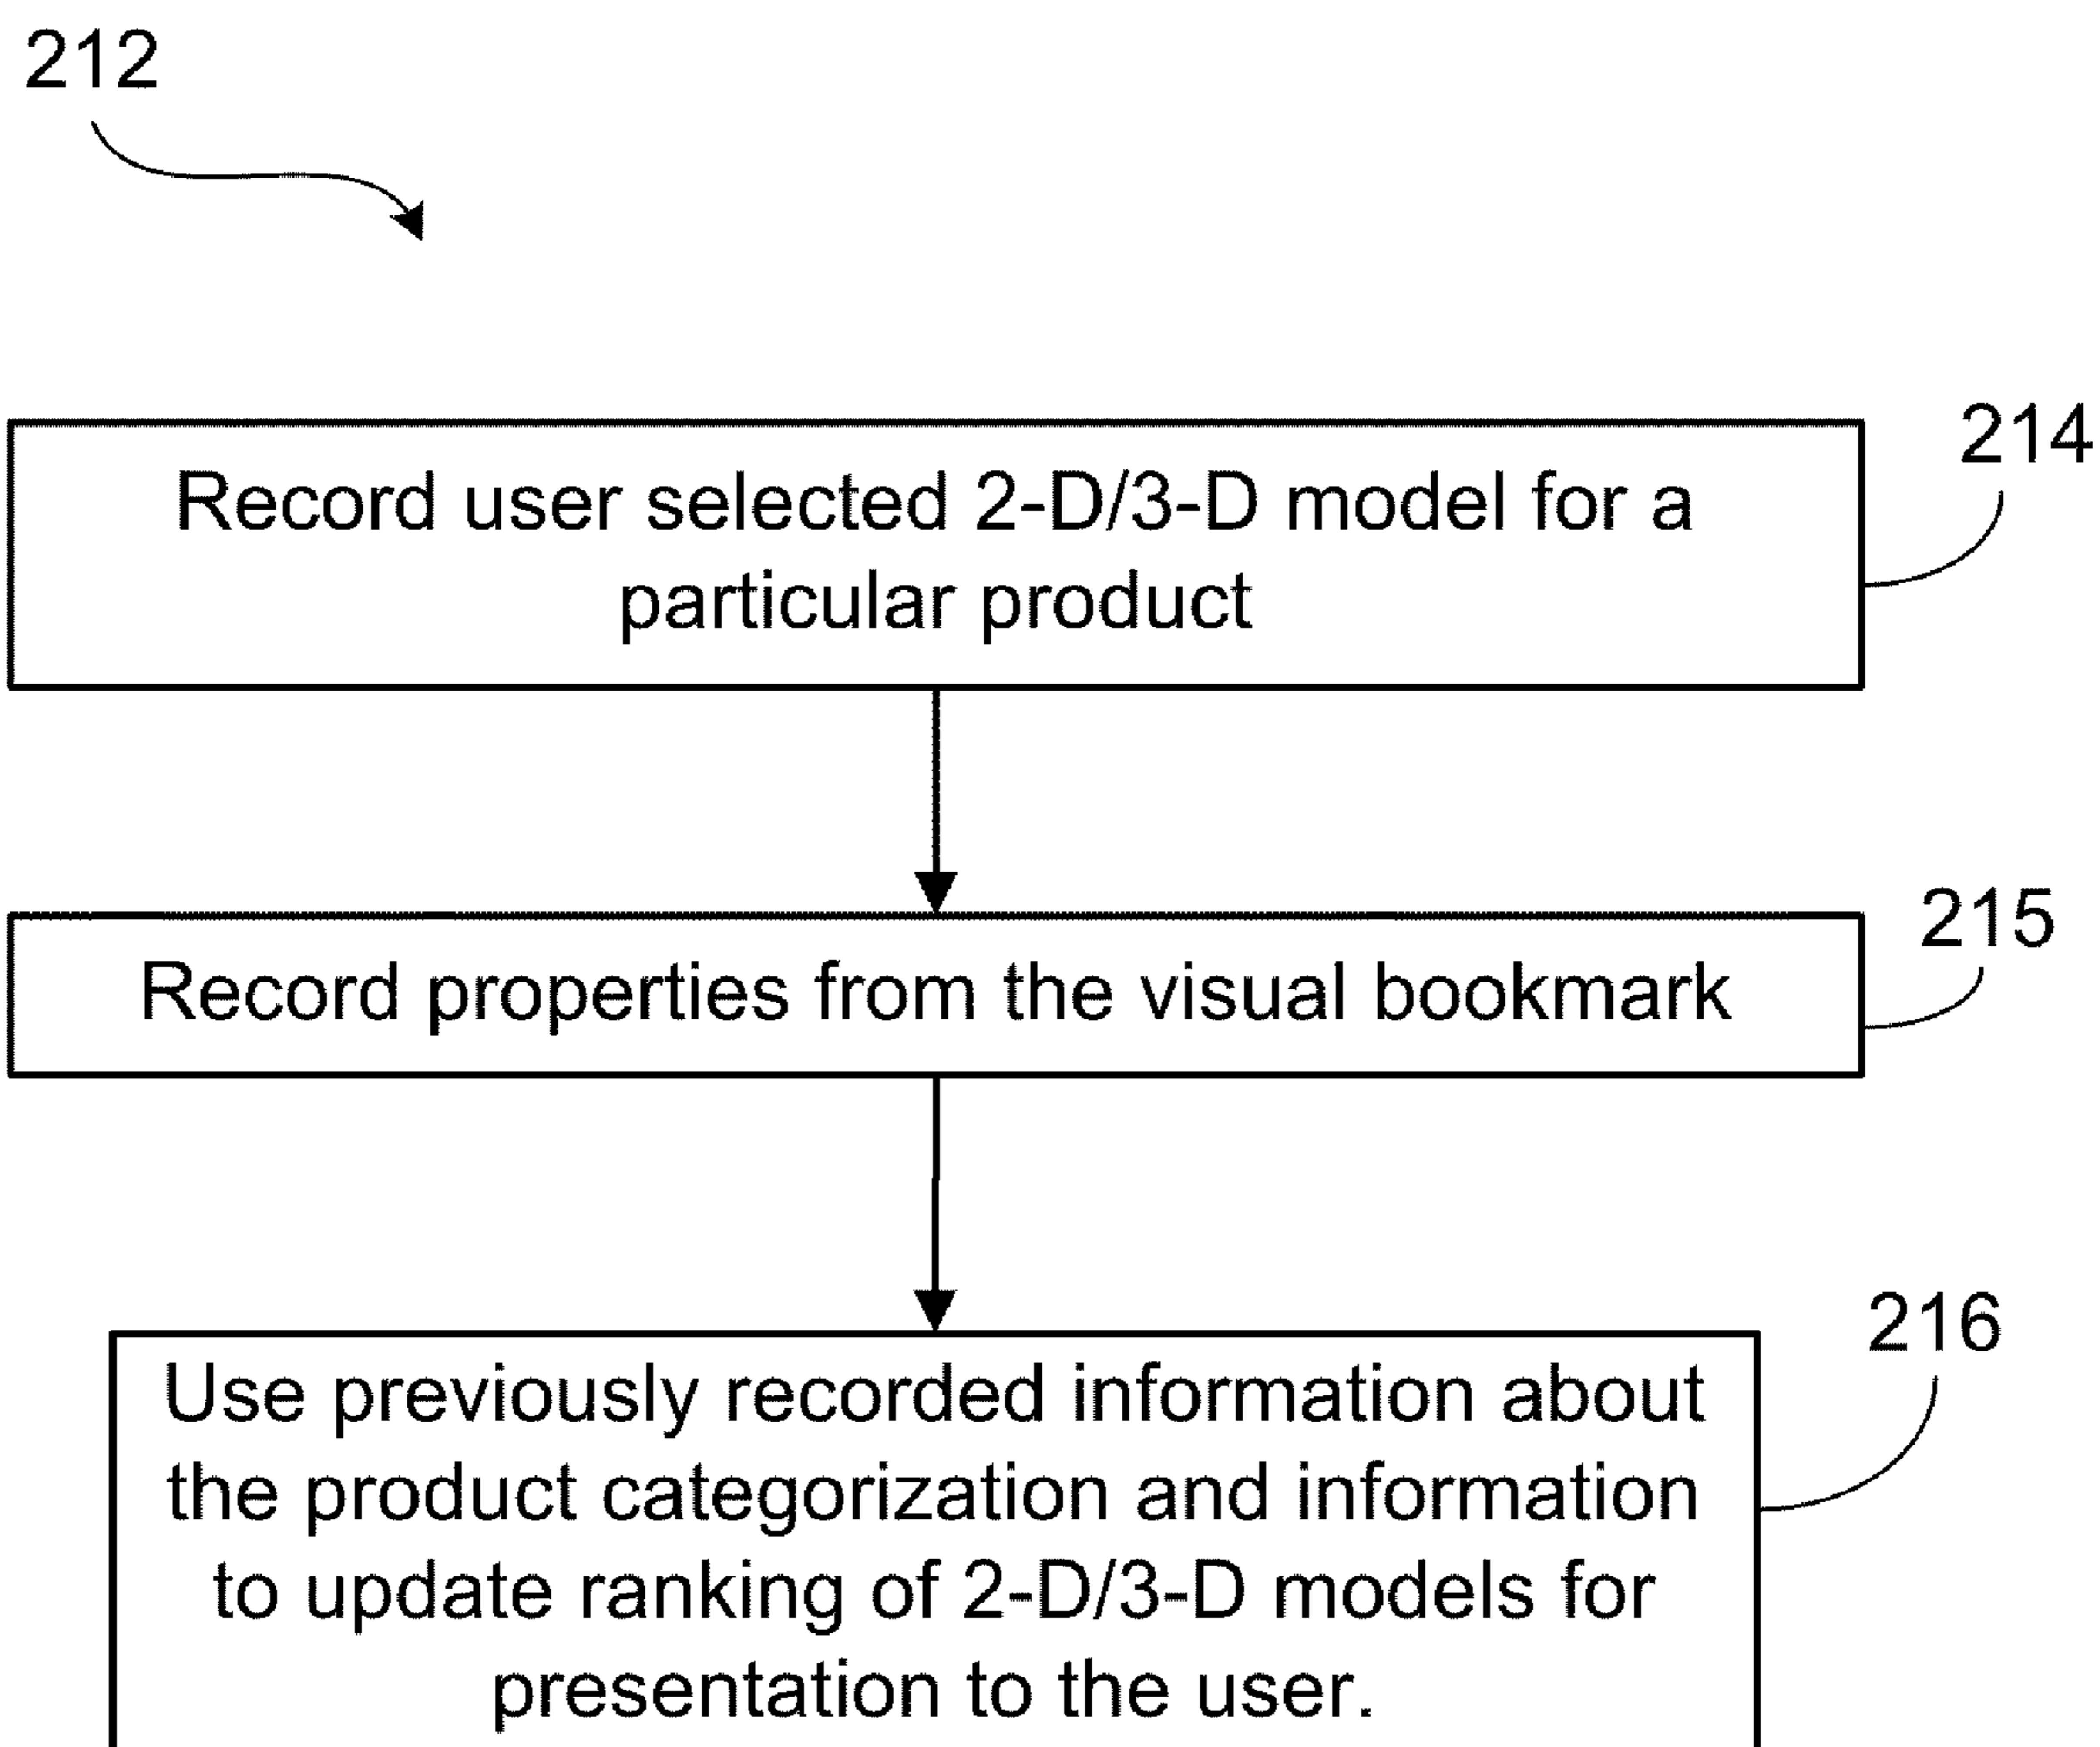 212
214
Record user selected 2-D/3-D model for a
particular product
215
Record properties from the visual bookmark
216
Use previously recorded information about
the product categorization and information
to update ranking of 2-D/3-D models for
presentation to the user.